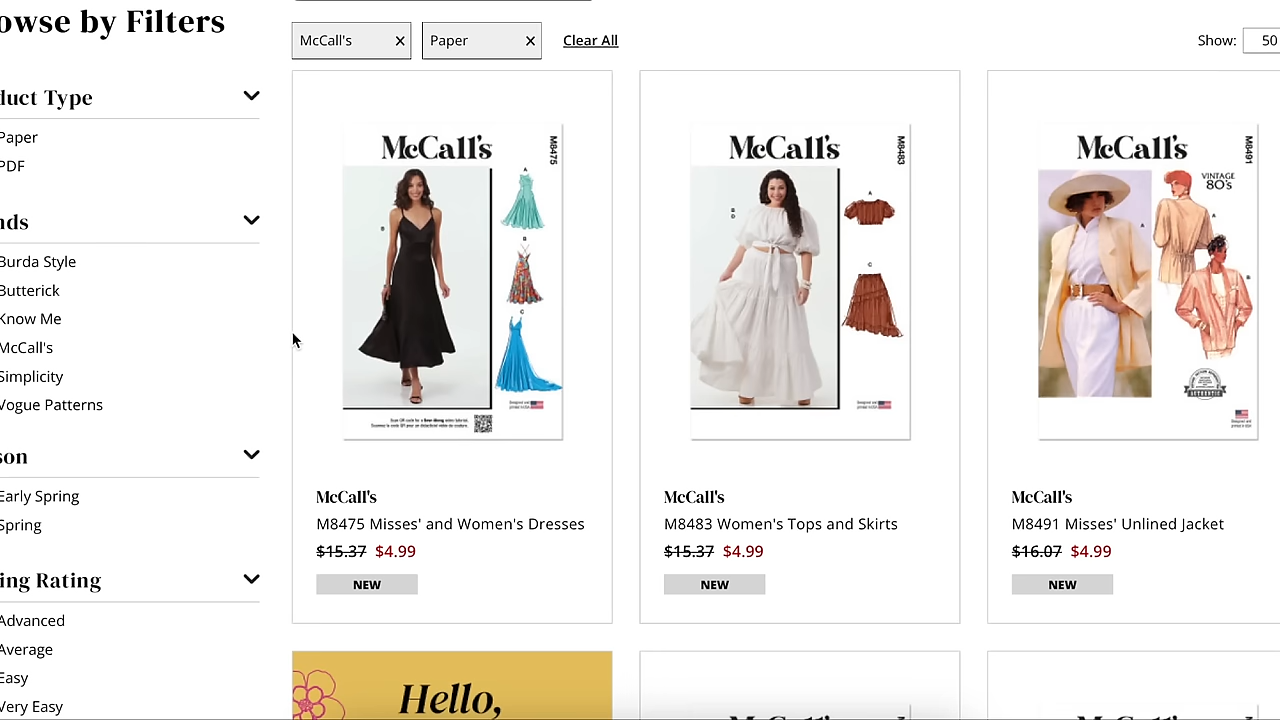 owse by Filters
duct Type
Paper
PDF
nds
Burda Style
Butterick
Know Me
McCall's
Simplicity
Vogue Patterns
son
Early Spring
Spring
ing Rating
Advanced
Average
Easy
Very Easy
McCall's ×
Paper ×
Clear All
Show: 50
McCall's
M8475
A
B
B
C
McCall's
M8475 Misses' and Women's Dresses
$15.37 $4.99
NEW
McCall's
M8483
B
D
A
C
McCall's
M8483 Women's Tops and Skirts
$15.37 $4.99
NEW
McCall's
M8491
VINTAGE
80's
A
A
B
AUTHENTIC
McCall's
M8491 Misses' Unlined Jacket
$16.07 $4.99
NEW
Hello,